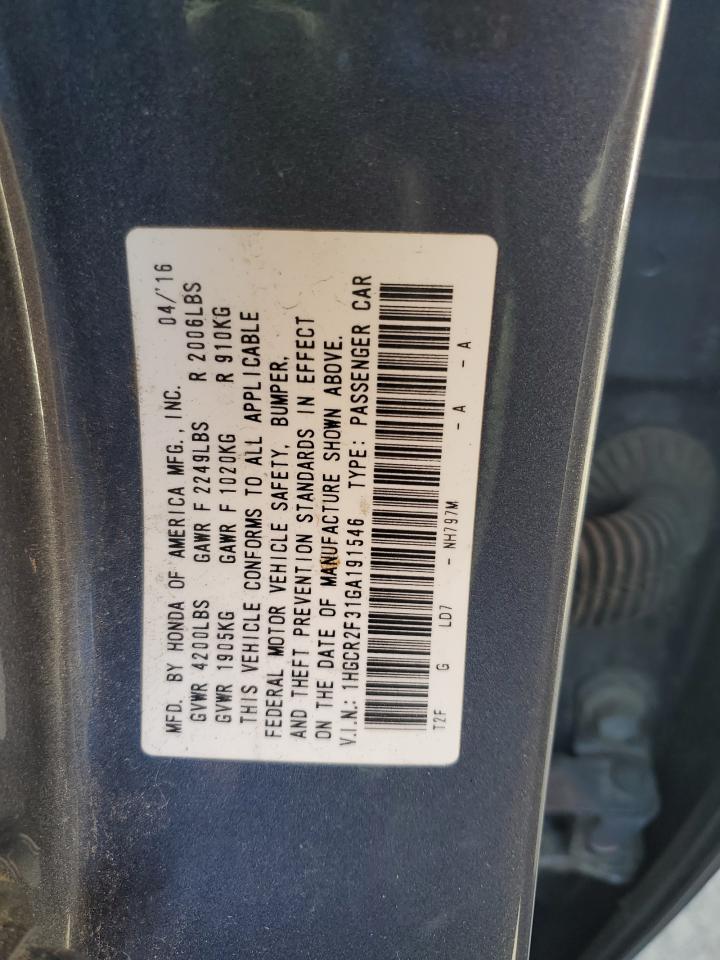 MFD. BY HONDA OF AMERICA MFG., INC. 04/'16
GVWR 4200LBS GAWR F 2249LBS R 2006LBS
GVWR 1905KG GAWR F 1020KG R 910KG
THIS VEHICLE CONFORMS TO ALL APPLICABLE
FEDERAL MOTOR VEHICLE SAFETY, BUMPER,
AND THEFT PREVENTION STANDARDS IN EFFECT
ON THE DATE OF MANUFACTURE SHOWN ABOVE.
V.I.N.: 1HGCR2F31GA191546 TYPE: PASSENGER CAR
T2F G LD7 - NH797M - A - A